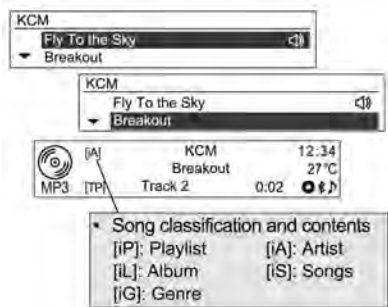 KCM
Fly To the Sky
Breakout
KCM
Fly To the Sky
Breakout
[iA] KCM 12:34
Breakout 27°C
MP3 [TP] Track 2 0:02
• Song classification and contents
[iP]: Playlist [iA]: Artist
[iL]: Album [iS]: Songs
[iG]: Genre